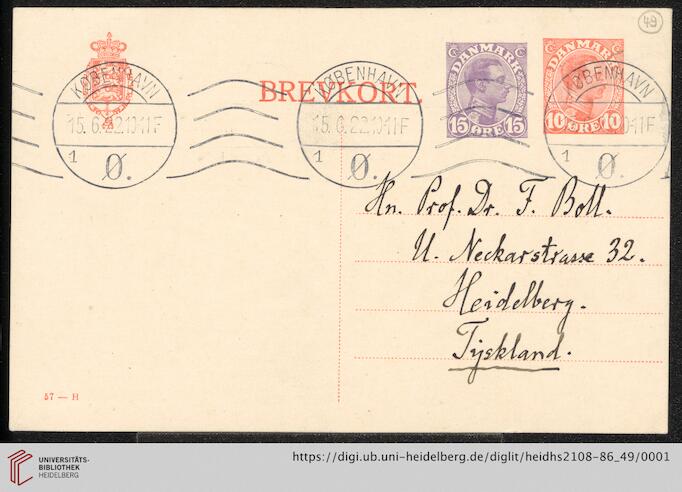 49
KØBENHAVN
15.6.22.10-11F
1 Ø.
BREVKORT.
KØBENHAVN
15.6.22.10-11F
1 Ø.
DANMARK
15 ØRE 15
DANMARK
10 ØRE 10
KØBENHAVN
0-11F
1 Ø.
Hn. Prof. Dr. F. Boll.
U. Neckarstrasse 32.
Heidelberg.
Tyskland.
57 — H
UNIVERSITÄTS-
BIBLIOTHEK
HEIDELBERG
https://digi.ub.uni-heidelberg.de/diglit/heidhs2108-86_49/0001